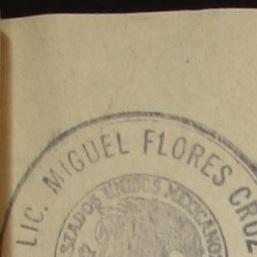 LIC. MIGUEL FLORES CRUZ
ESTADOS UNIDOS MEXICANOS